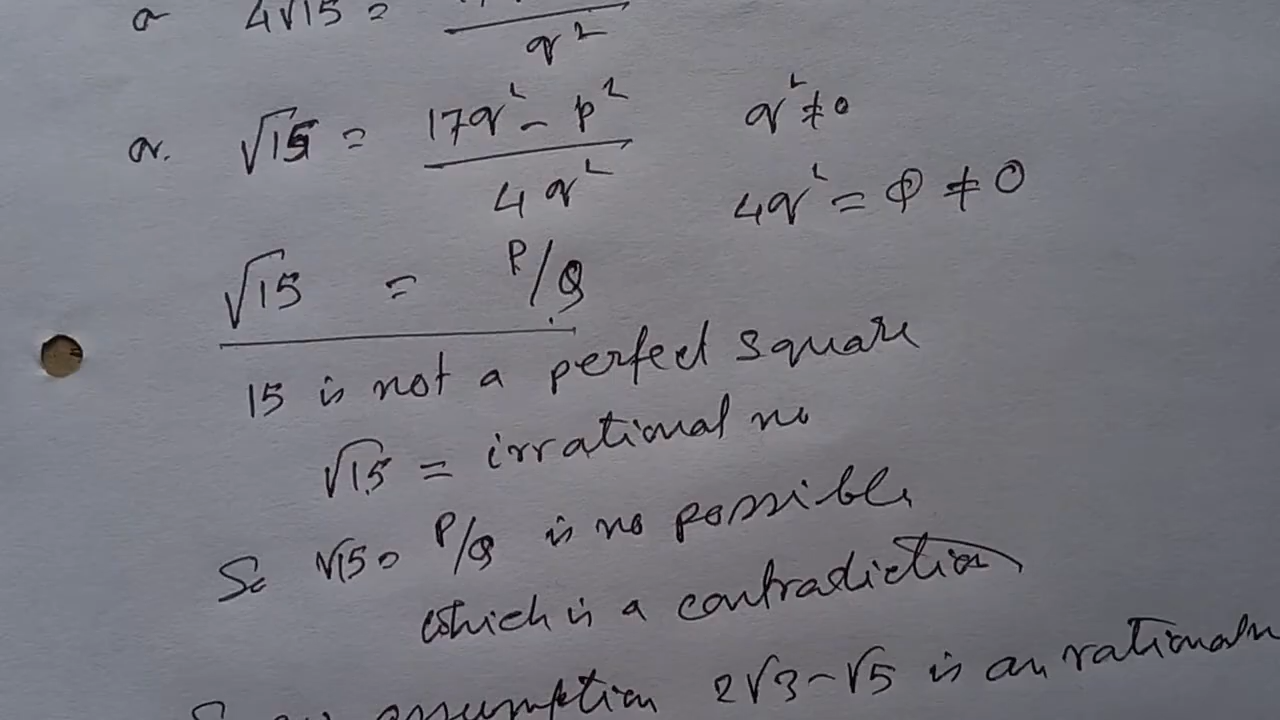 or 4√15 = /q²
or. √15 = (17q² - p²)/4q² q² ≠ 0
4q² = Q ≠ 0
√15 = P/Q
15 is not a perfect square
√15 = irrational no
So √15 = P/Q is no possible.
which is a contradiction
assumption 2√3-√5 is an rational n